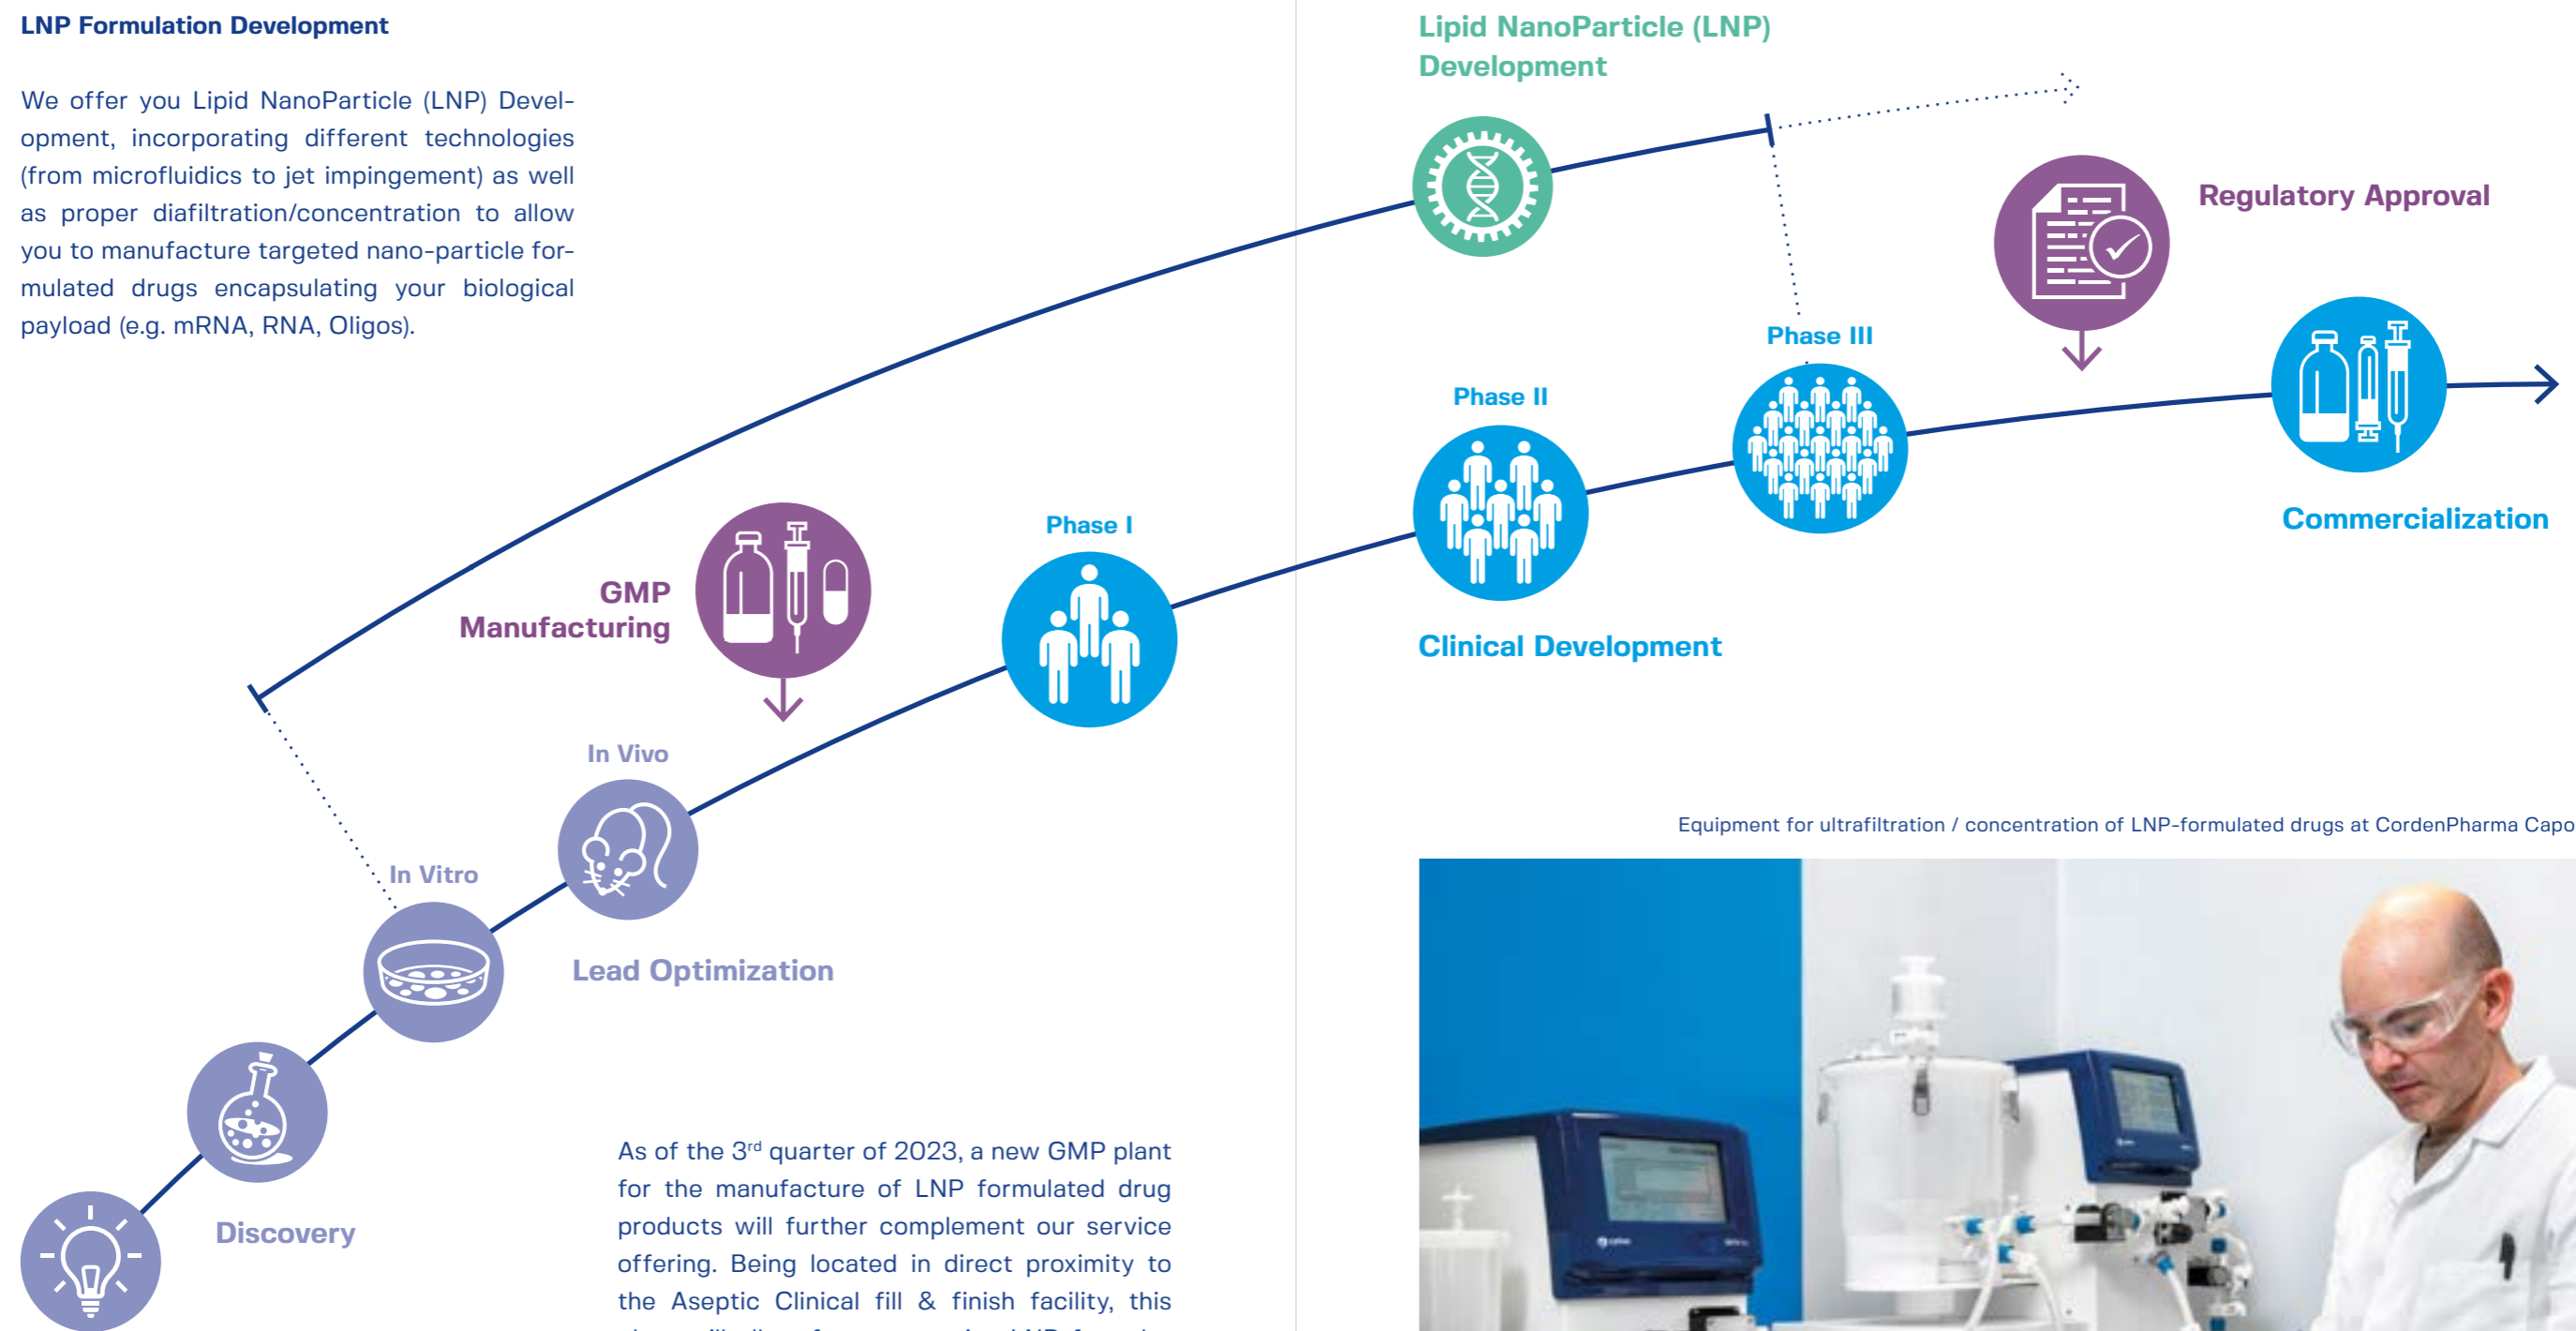 LNP Formulation Development
We offer you Lipid NanoParticle (LNP) Devel-
opment, incorporating different technologies
(from microfluidics to jet impingement) as well
as proper diafiltration/concentration to allow
you to manufacture targeted nano-particle for-
mulated drugs encapsulating your biological
payload (e.g. mRNA, RNA, Oligos).
Lipid NanoParticle (LNP)
Development
Regulatory Approval
Phase III
Phase II
Commercialization
Phase I
GMP
Manufacturing
Clinical Development
In Vivo
In Vitro
Lead Optimization
Discovery
As of the 3rd quarter of 2023, a new GMP plant
for the manufacture of LNP formulated drug
products will further complement our service
offering. Being located in direct proximity to
the Aseptic Clinical fill & finish facility, this
Equipment for ultrafiltration / concentration of LNP-formulated drugs at CordenPharma Capo